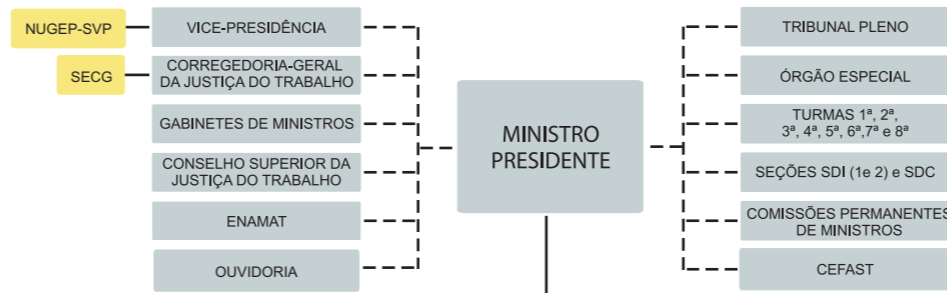 NUGEP-SVP
VICE-PRESIDÊNCIA
SECG
CORREGEDORIA-GERAL
DA JUSTIÇA DO TRABALHO
GABINETES DE MINISTROS
CONSELHO SUPERIOR DA
JUSTIÇA DO TRABALHO
ENAMAT
OUVIDORIA
MINISTRO
PRESIDENTE
TRIBUNAL PLENO
ÓRGÃO ESPECIAL
TURMAS 1ª, 2ª,
3ª, 4ª, 5ª, 6ª,7ª e 8ª
SEÇÕES SDI (1e 2) e SDC
COMISSÕES PERMANENTES
DE MINISTROS
CEFAST